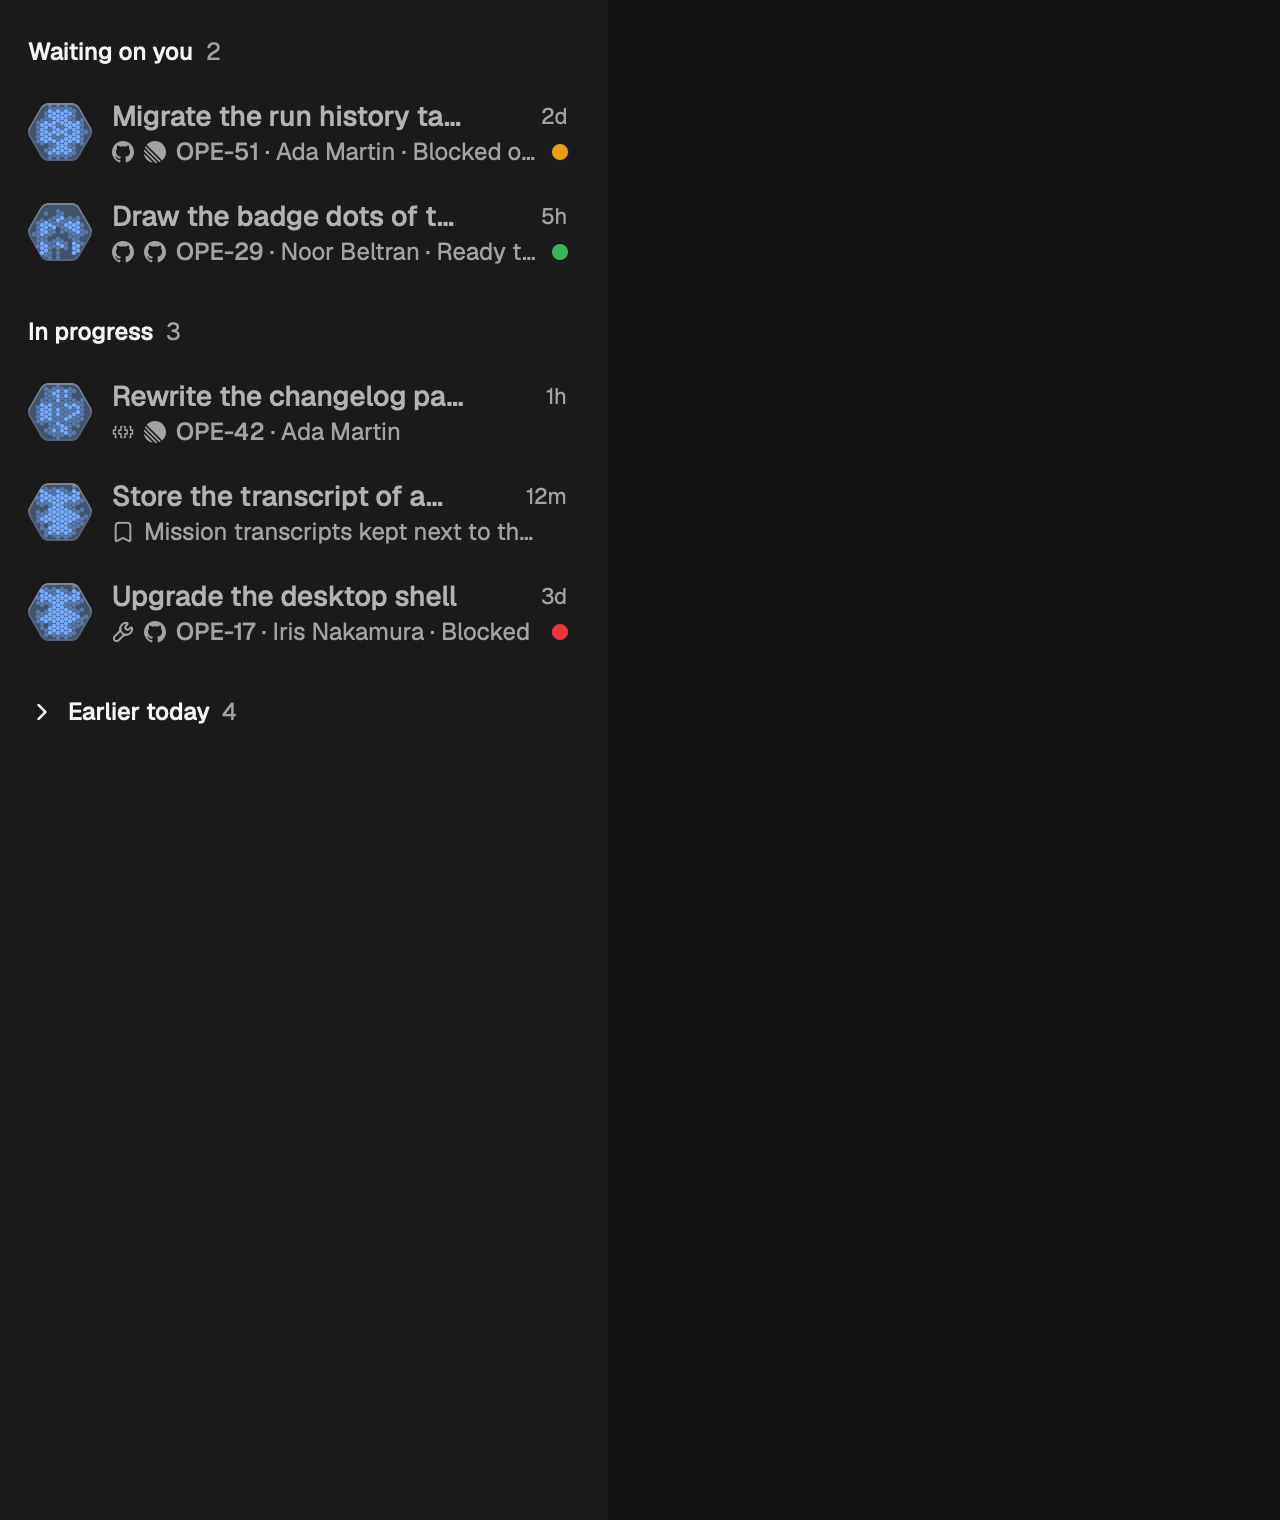 Waiting on you 2
Migrate the run history ta… 2d
OPE-51 · Ada Martin · Blocked o…
Draw the badge dots of t… 5h
OPE-29 · Noor Beltran · Ready t…
In progress 3
Rewrite the changelog pa… 1h
OPE-42 · Ada Martin
Store the transcript of a… 12m
Mission transcripts kept next to th…
Upgrade the desktop shell 3d
OPE-17 · Iris Nakamura · Blocked
Earlier today 4